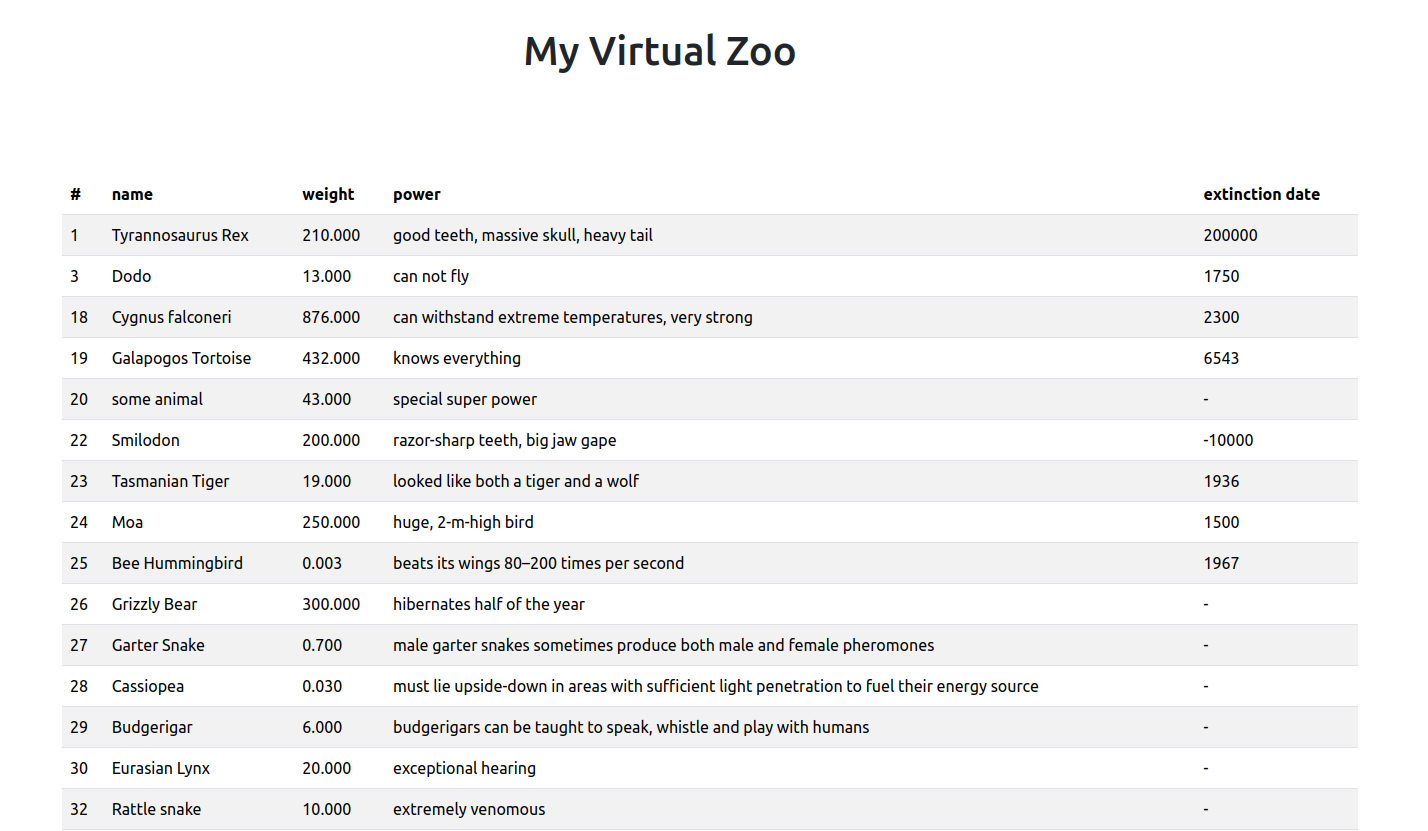 My Virtual Zoo
# name weight power extinction date
1 Tyrannosaurus Rex 210.000 good teeth, massive skull, heavy tail 200000
3 Dodo 13.000 can not fly 1750
18 Cygnus falconeri 876.000 can withstand extreme temperatures, very strong 2300
19 Galapogos Tortoise 432.000 knows everything 6543
20 some animal 43.000 special super power -
22 Smilodon 200.000 razor-sharp teeth, big jaw gape -10000
23 Tasmanian Tiger 19.000 looked like both a tiger and a wolf 1936
24 Moa 250.000 huge, 2-m-high bird 1500
25 Bee Hummingbird 0.003 beats its wings 80–200 times per second 1967
26 Grizzly Bear 300.000 hibernates half of the year -
27 Garter Snake 0.700 male garter snakes sometimes produce both male and female pheromones -
28 Cassiopea 0.030 must lie upside-down in areas with sufficient light penetration to fuel their energy source -
29 Budgerigar 6.000 budgerigars can be taught to speak, whistle and play with humans -
30 Eurasian Lynx 20.000 exceptional hearing -
32 Rattle snake 10.000 extremely venomous -